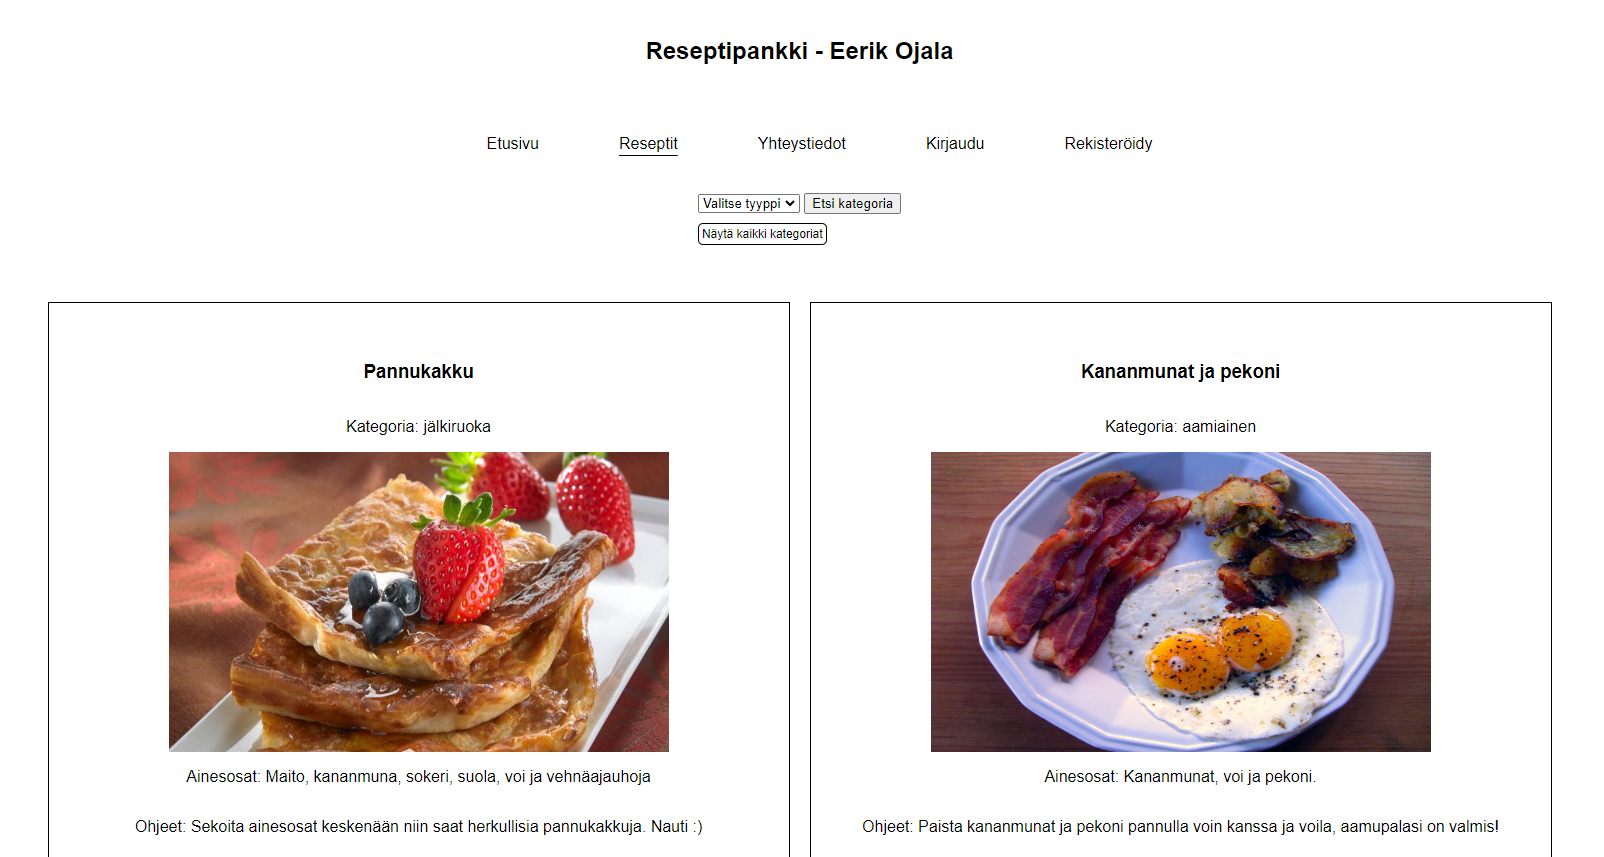 Reseptipankki - Eerik Ojala
Etusivu Reseptit Yhteystiedot Kirjaudu Rekisteröidy
Valitse tyyppi Etsi kategoria
Näytä kaikki kategoriat
Pannukakku
Kategoria: jälkiruoka
Ainesosat: Maito, kananmuna, sokeri, suola, voi ja vehnäajauhoja
Ohjeet: Sekoita ainesosat keskenään niin saat herkullisia pannukakkuja. Nauti :)
Kananmunat ja pekoni
Kategoria: aamiainen
Ainesosat: Kananmunat, voi ja pekoni.
Ohjeet: Paista kananmunat ja pekoni pannulla voin kanssa ja voila, aamupalasi on valmis!